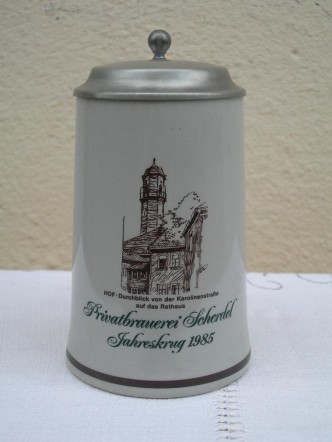 HOF-Durchblick von der Karolinenstraße
auf das Rathaus
Privatbrauerei Scherdel
Jahreskrug 1985